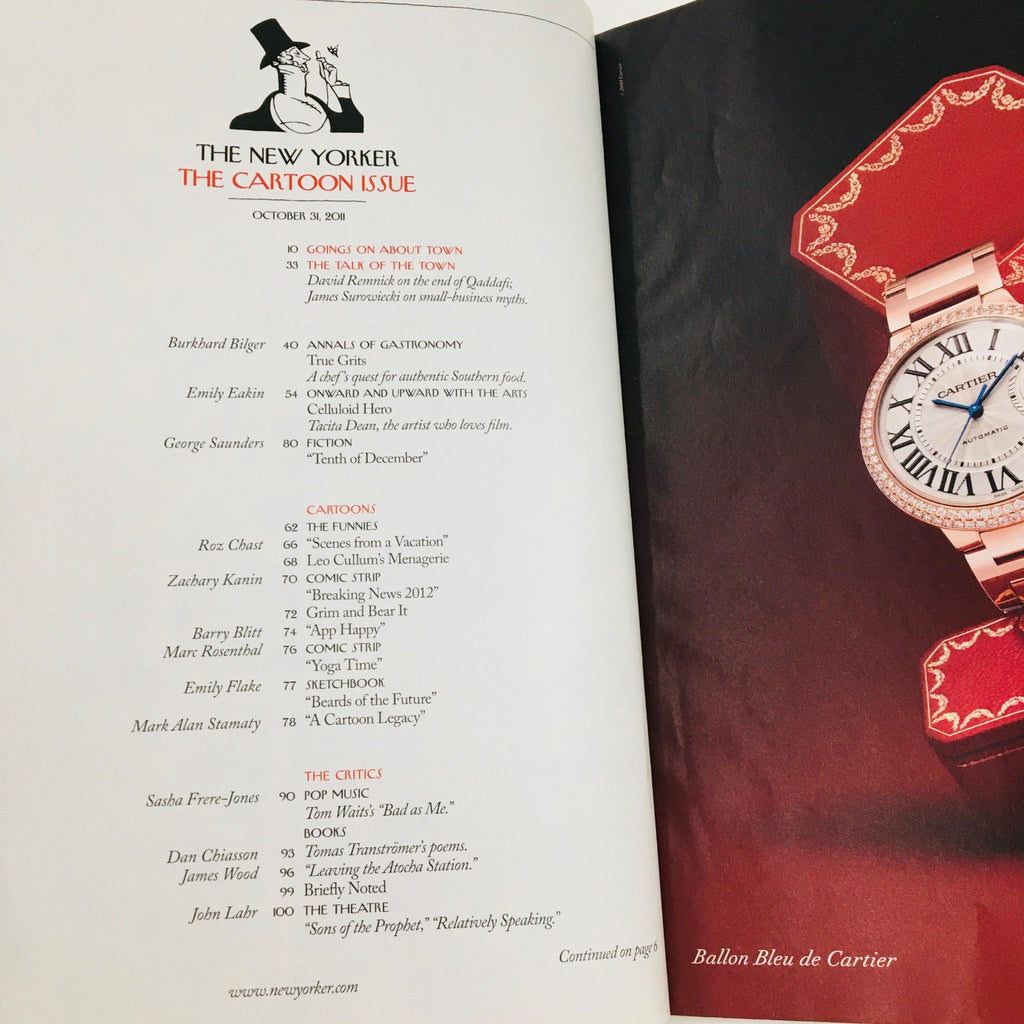 THE NEW YORKER
THE CARTOON ISSUE
OCTOBER 31, 2011
10 GOINGS ON ABOUT TOWN
33 THE TALK OF THE TOWN
David Remnick on the end of Qaddafi;
James Surowiecki on small-business myths.
Burkhard Bilger 40 ANNALS OF GASTRONOMY
True Grits
A chef's quest for authentic Southern food.
Emily Eakin 54 ONWARD AND UPWARD WITH THE ARTS
Celluloid Hero
Tacita Dean, the artist who loves film.
George Saunders 80 FICTION
“Tenth of December”
CARTOONS
62 THE FUNNIES
Roz Chast 66 “Scenes from a Vacation”
68 Leo Cullum's Menagerie
Zachary Kanin 70 COMIC STRIP
“Breaking News 2012”
72 Grim and Bear It
Barry Blitt 74 “App Happy”
Marc Rosenthal 76 COMIC STRIP
“Yoga Time”
Emily Flake 77 SKETCHBOOK
“Beards of the Future”
Mark Alan Stamaty 78 “A Cartoon Legacy”
THE CRITICS
Sasha Frere-Jones 90 POP MUSIC
Tom Waits's “Bad as Me.”
BOOKS
Dan Chiasson 93 Tomas Tranströmer's poems.
James Wood 96 “Leaving the Atocha Station.”
99 Briefly Noted
John Lahr 100 THE THEATRE
“Sons of the Prophet,” “Relatively Speaking.”
Continued on page 6
www.newyorker.com
XII I
XI
X
IX
VIII
VII
VI
CARTIER
AUTOMATIC
Ballon Bleu de Cartier